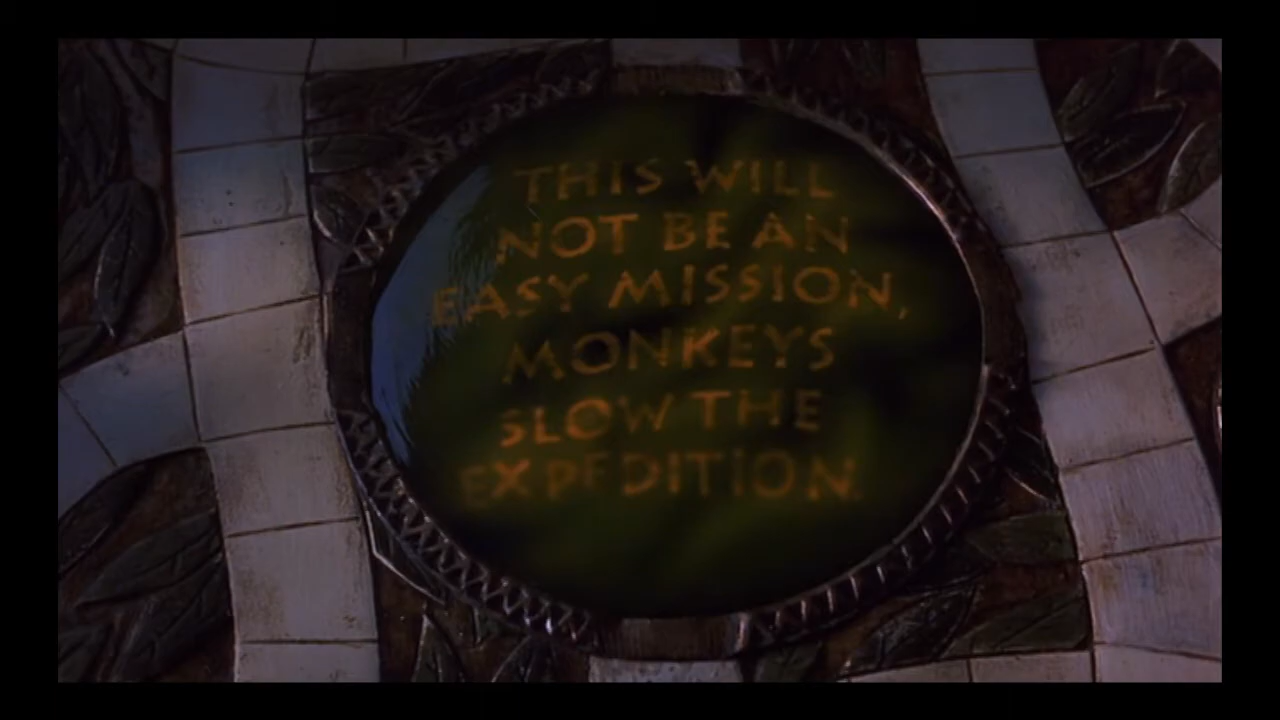 THIS WILL
NOT BE AN
EASY MISSION,
MONKEYS
SLOW THE
EXPEDITION.